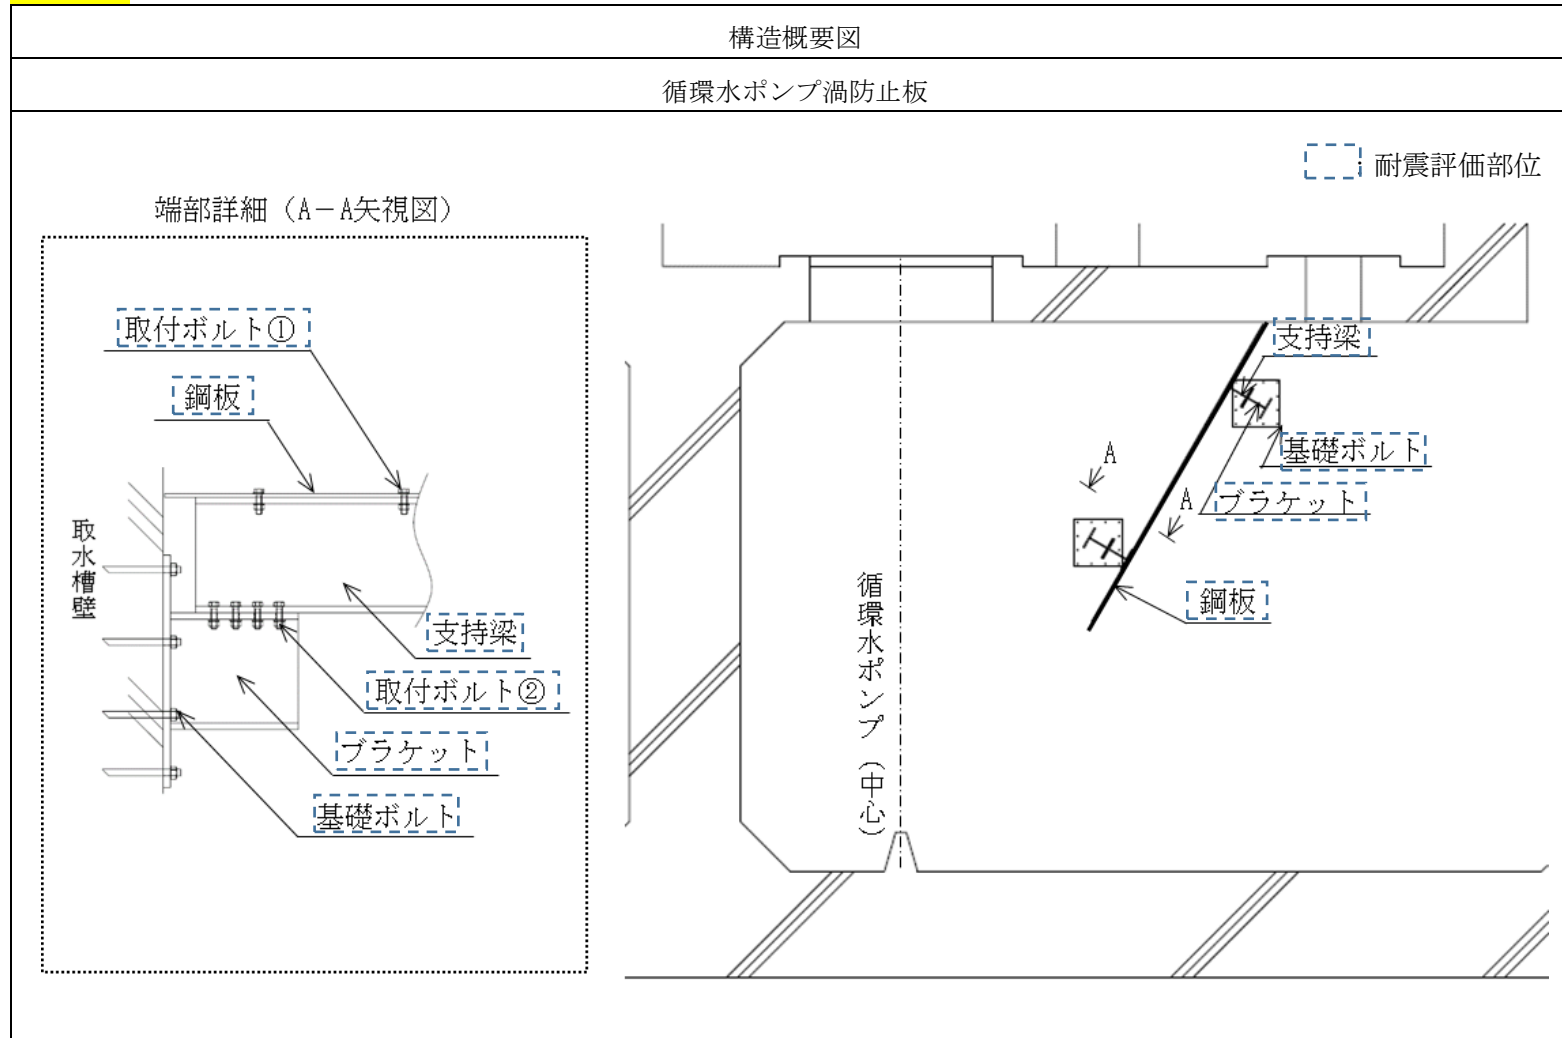 構造概要図
循環水ポンプ渦防止板
: 耐震評価部位
端部詳細（A－A矢視図）
取付ボルト①
鋼板
取水槽壁
支持梁
取付ボルト②
ブラケット
基礎ボルト
支持梁
基礎ボルト
A
A
ブラケット
鋼板
循環水ポンプ（中心）